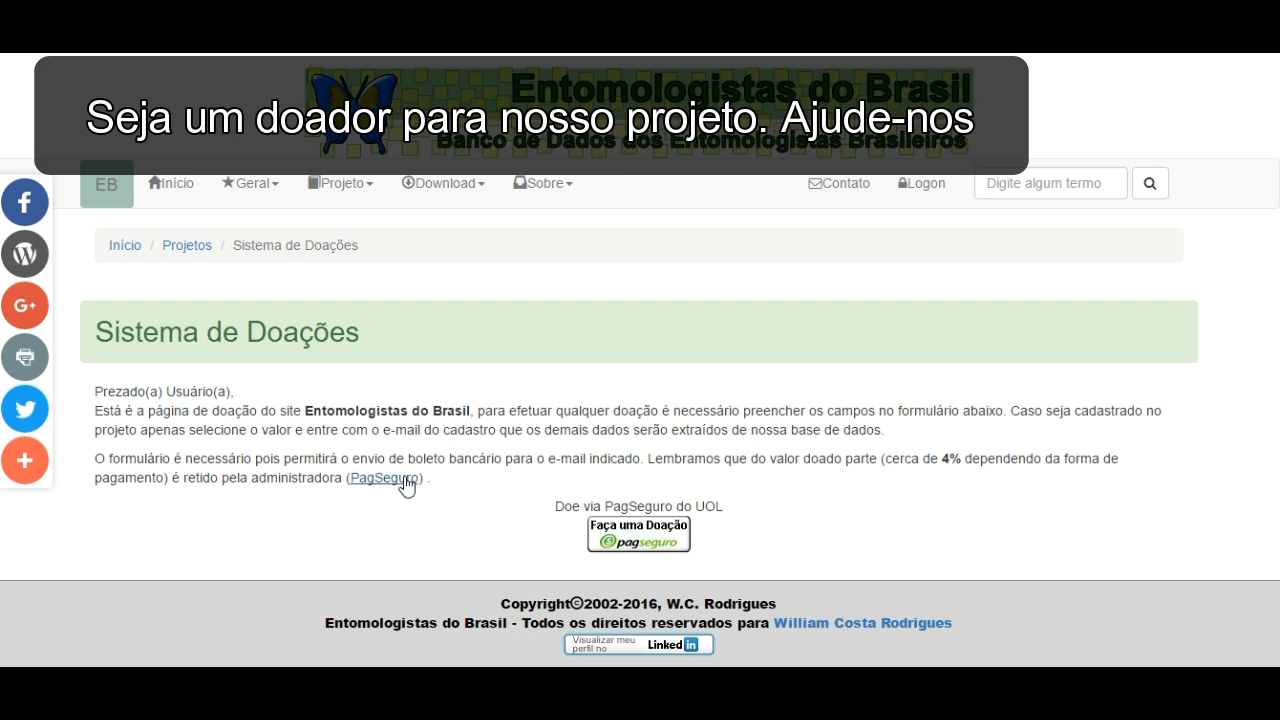 Entomologistas do Brasil
Seja um doador para nosso projeto. Ajude-nos
Banco de Dados dos Entomologistas Brasileiros
EB Início Geral Projeto Download Sobre Contato Logon Digite algum termo
Início / Projetos / Sistema de Doações
Sistema de Doações
Prezado(a) Usuário(a),
Está é a página de doação do site Entomologistas do Brasil, para efetuar qualquer doação é necessário preencher os campos no formulário abaixo. Caso seja cadastrado no
projeto apenas selecione o valor e entre com o e-mail do cadastro que os demais dados serão extraídos de nossa base de dados.
O formulário é necessário pois permitirá o envio de boleto bancário para o e-mail indicado. Lembramos que do valor doado parte (cerca de 4% dependendo da forma de
pagamento) é retido pela administradora (PagSeguro) .
Doe via PagSeguro do UOL
Faça uma Doação
pagseguro
Copyright©2002-2016, W.C. Rodrigues
Entomologistas do Brasil - Todos os direitos reservados para William Costa Rodrigues
Visualizar meu
perfil no LinkedIn